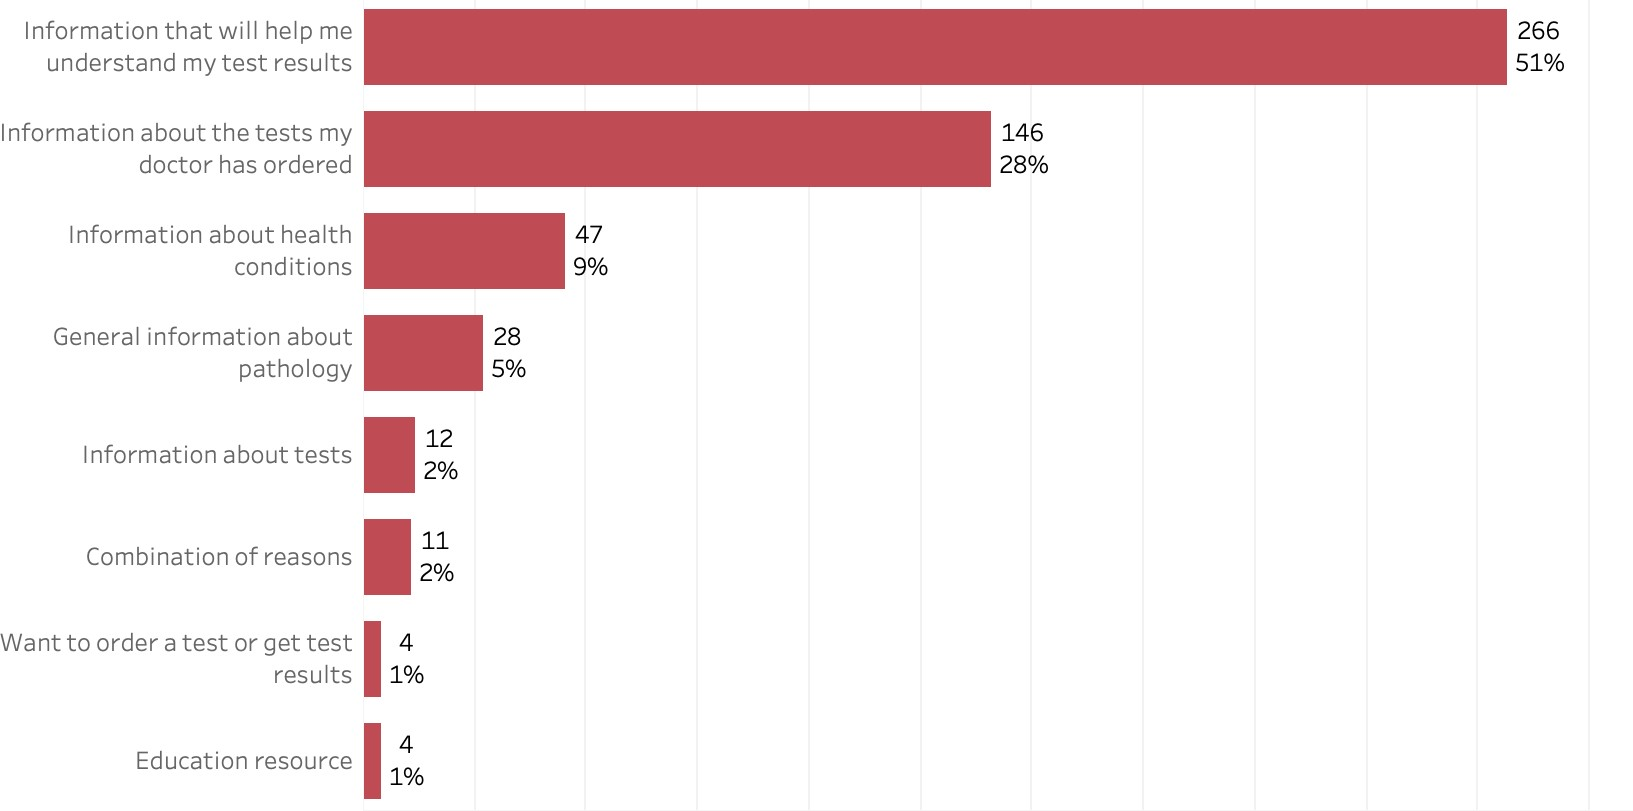 Information that will help me
understand my test results
266
51%
Information about the tests my
doctor has ordered
146
28%
Information about health
conditions
47
9%
General information about
pathology
28
5%
Information about tests
12
2%
Combination of reasons
11
2%
Want to order a test or get test
results
4
1%
Education resource
4
1%